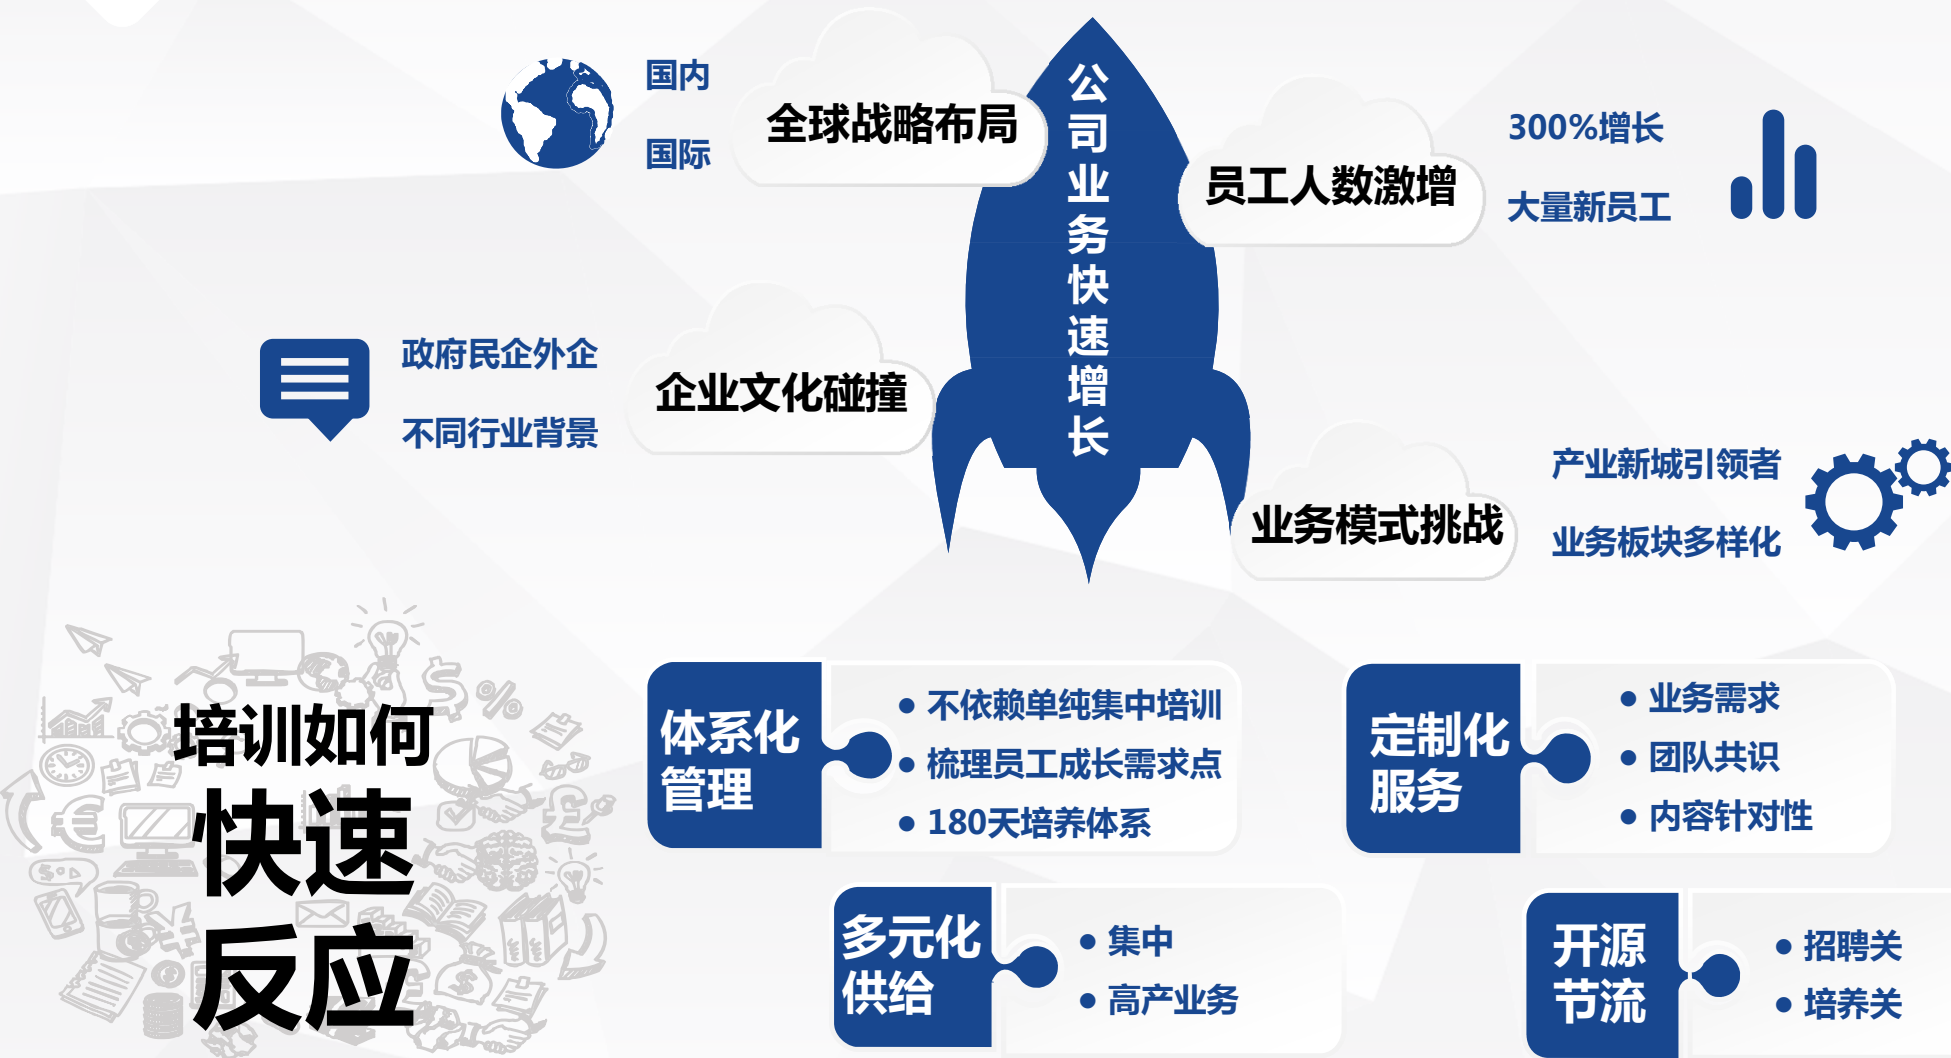 公司业务快速增长
国内
国际
全球战略布局
员工人数激增
300%增长
大量新员工
政府民企外企
不同行业背景
企业文化碰撞
业务模式挑战
产业新城引领者
业务板块多样化
培训如何
快速
反应
体系化
管理
不依赖单纯集中培训
梳理员工成长需求点
180天培养体系
定制化
服务
业务需求
团队共识
内容针对性
多元化
供给
集中
高产业务
开源
节流
招聘关
培养关